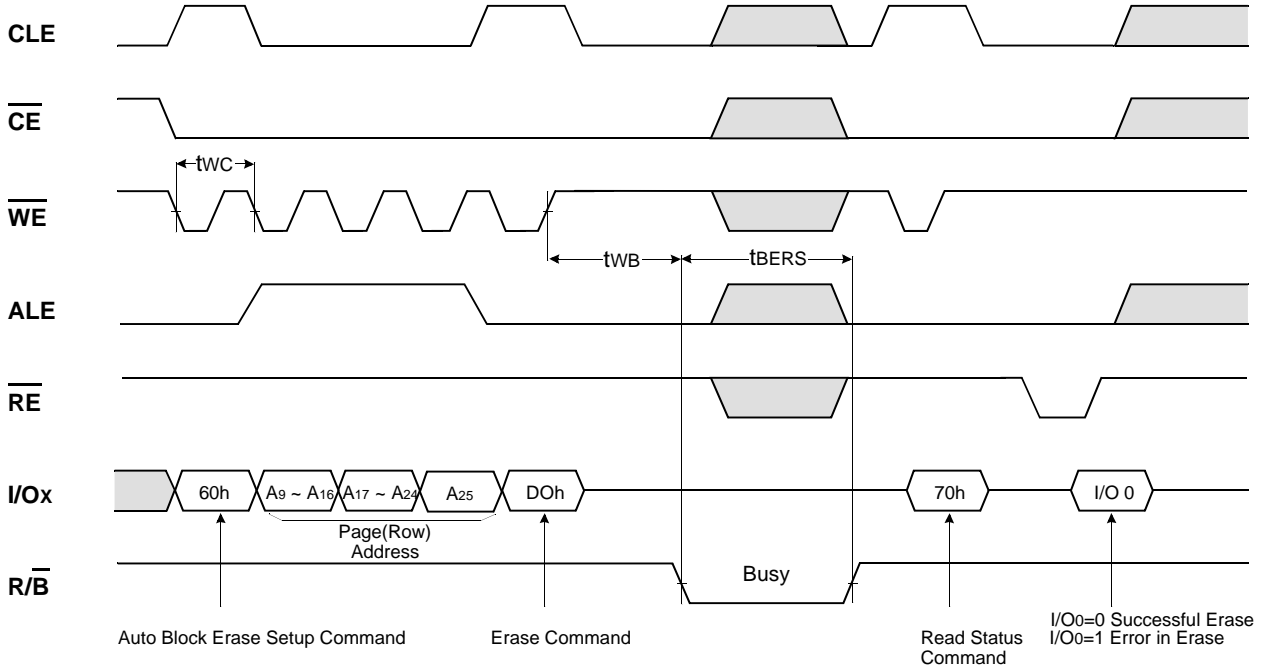 CLE
CE
tWC
WE
tWB
tBERS
ALE
RE
I/Ox
60h
A9 ~ A16
A17 ~ A24
A25
DOh
70h
I/O 0
Page(Row)
Address
R/B
Busy
Auto Block Erase Setup Command
Erase Command
Read Status
Command
I/O0=0 Successful Erase
I/O0=1 Error in Erase